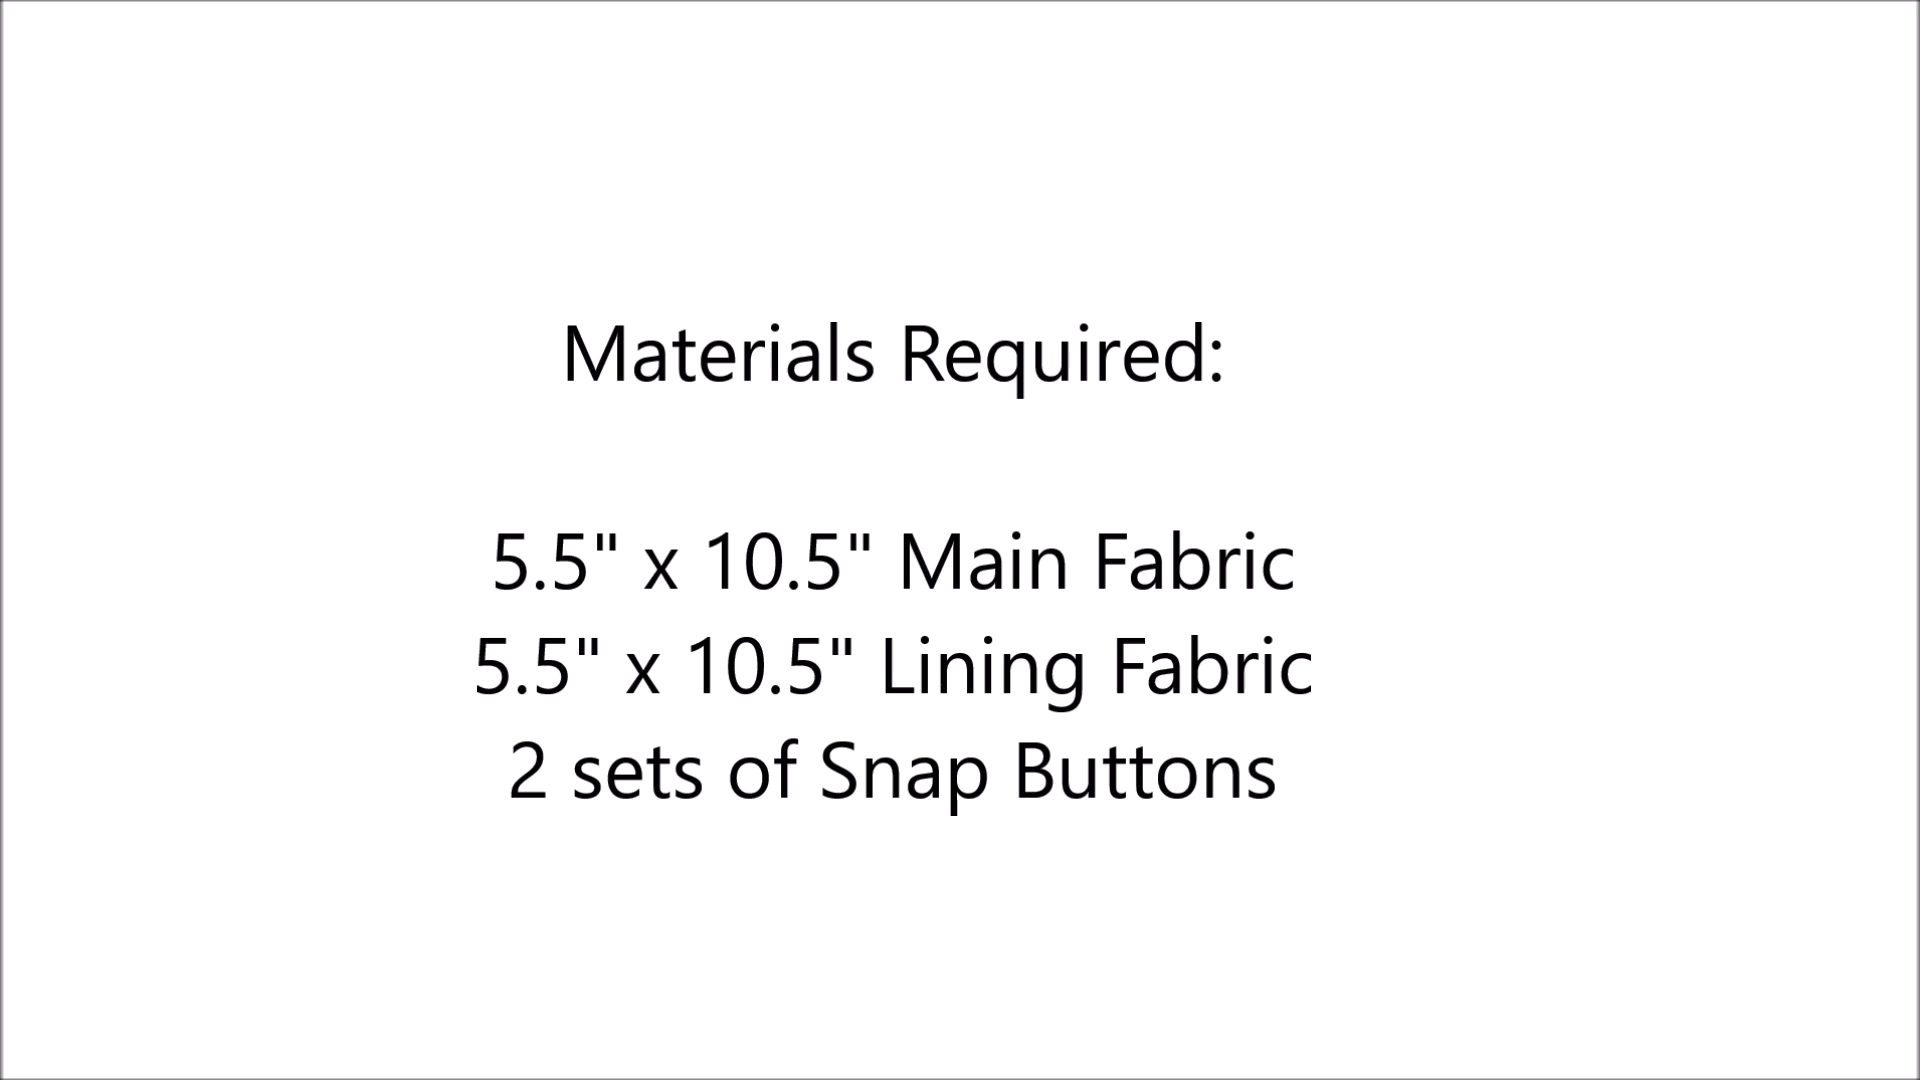 Materials Required:
5.5" x 10.5" Main Fabric
5.5" x 10.5" Lining Fabric
2 sets of Snap Buttons